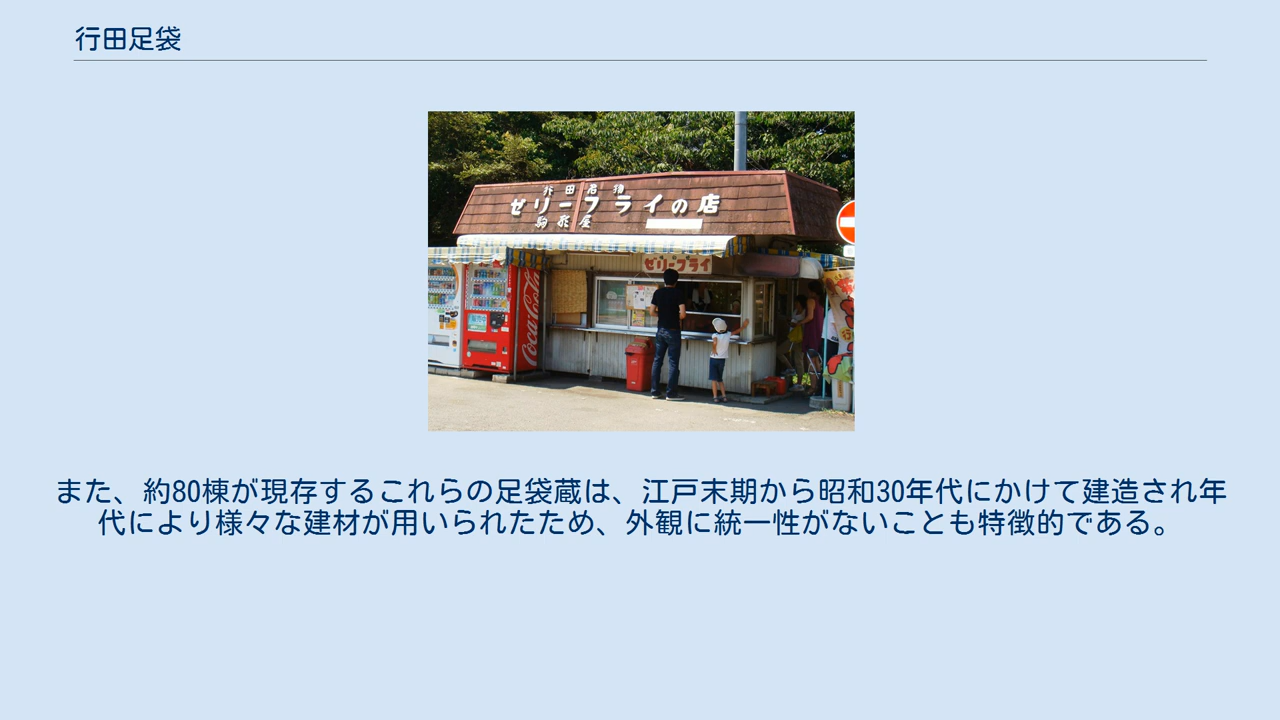 行田足袋
行田名物
ゼリーフライの店
駒形屋
ゼリーフライ
Coca-Cola
また、約80棟が現存するこれらの足袋蔵は、江戸末期から昭和30年代にかけて建造され年
代により様々な建材が用いられたため、外観に統一性がないことも特徴的である。